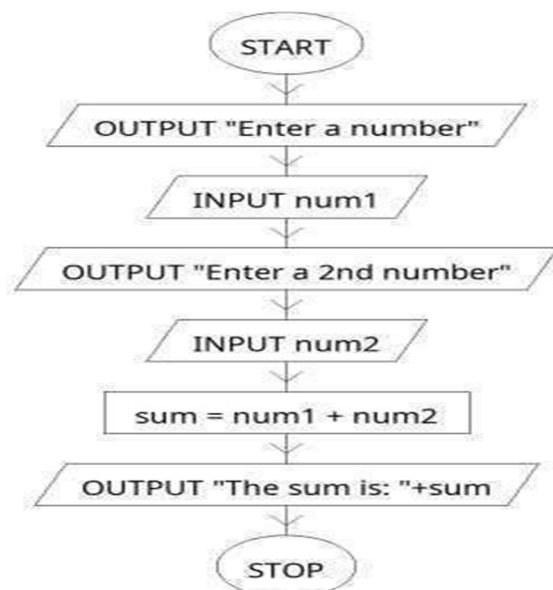 START
OUTPUT "Enter a number"
INPUT num1
OUTPUT "Enter a 2nd number"
INPUT num2
sum = num1 + num2
OUTPUT "The sum is: "+sum
STOP